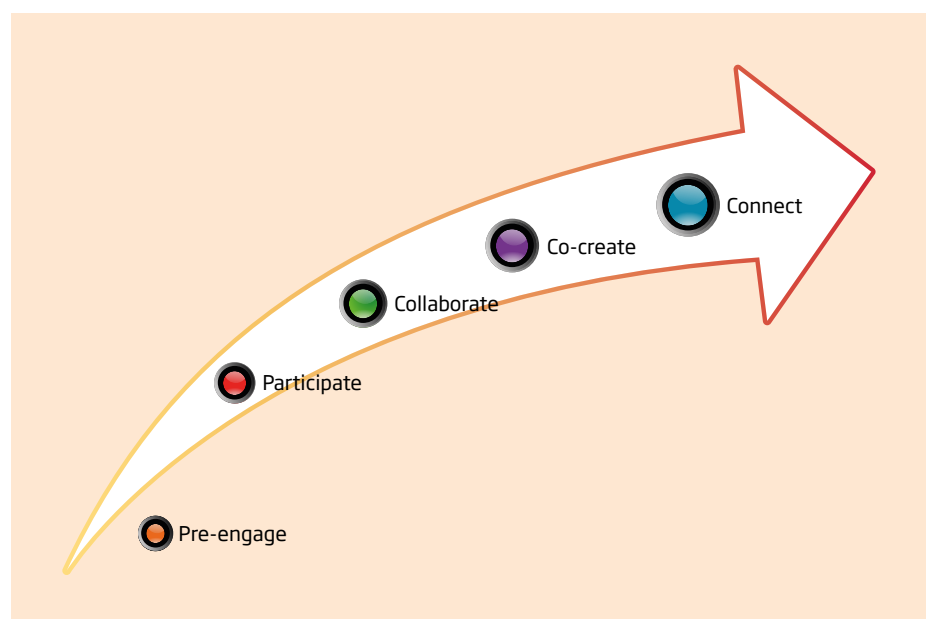 Connect
Co-create
Collaborate
Participate
Pre-engage